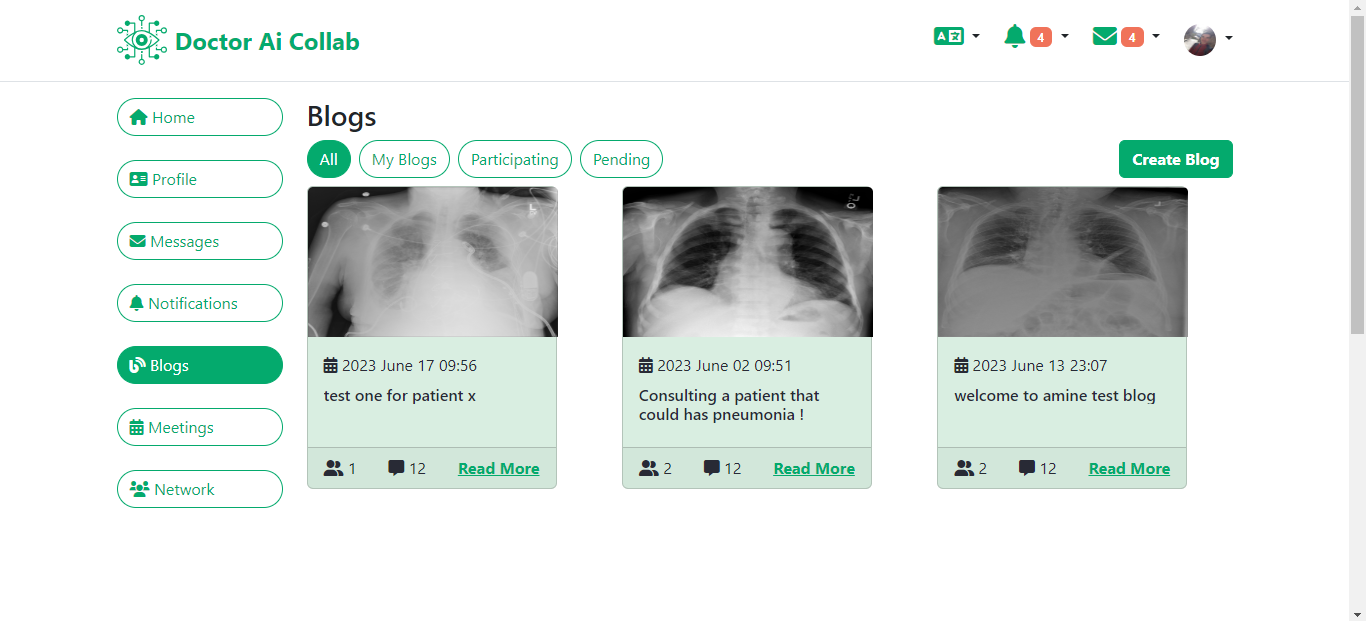 Doctor Ai Collab
A
4
4
Home
Profile
Messages
Notifications
Blogs
Meetings
Network
Blogs
All
My Blogs
Participating
Pending
Create Blog
2023 June 17 09:56
test one for patient x
1
12
Read More
2023 June 02 09:51
Consulting a patient that
could has pneumonia !
2
12
Read More
2023 June 13 23:07
welcome to amine test blog
2
12
Read More